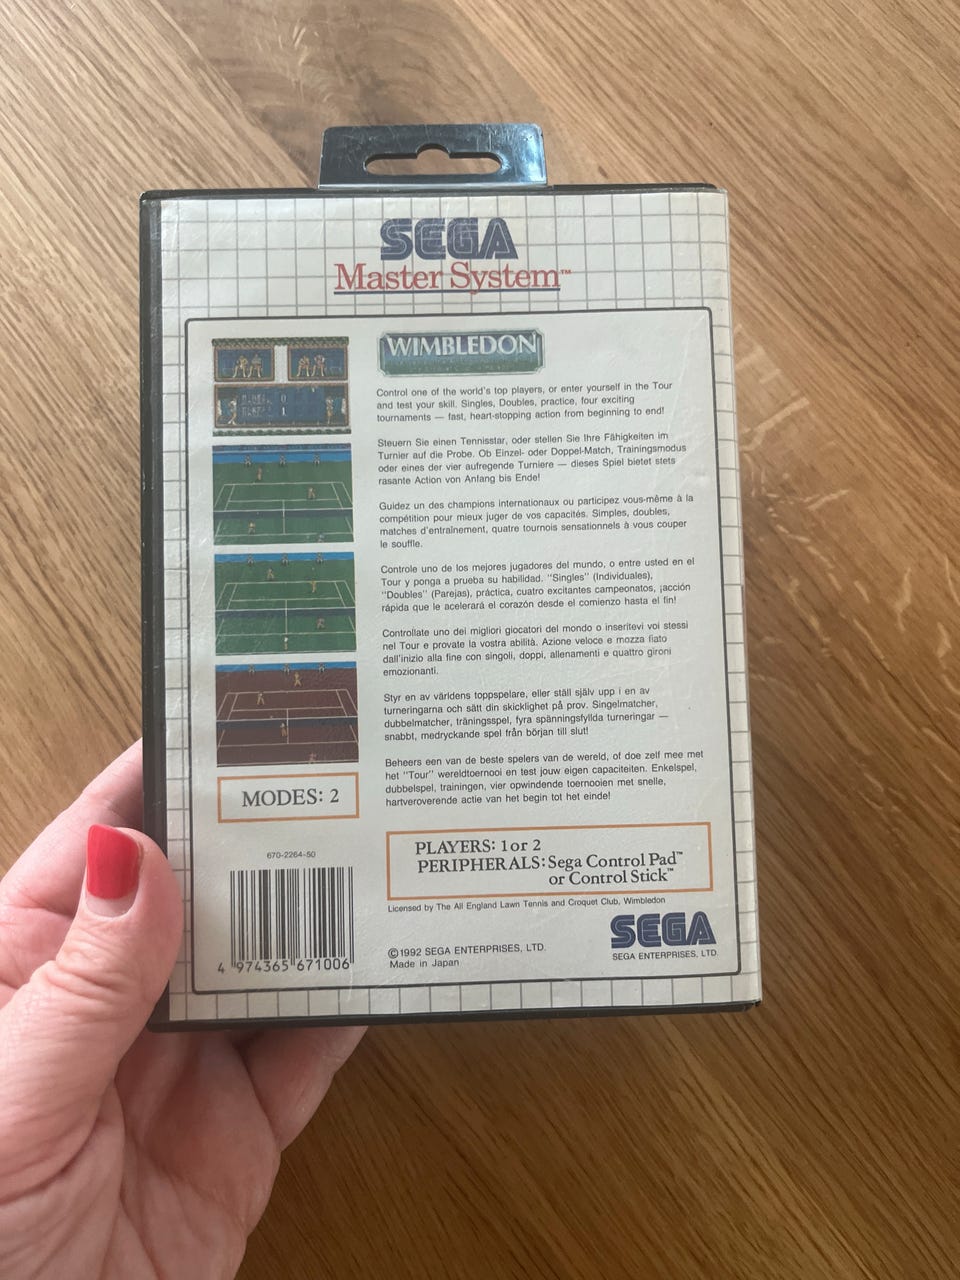 SEGA
Master System™
WIMBLEDON
Control one of the world's top players, or enter yourself in the Tour
and test your skill. Singles, Doubles, practice, four exciting
tournaments — fast, heart-stopping action from beginning to end!
Steuern Sie einen Tennisstar, oder stellen Sie Ihre Fähigkeiten im
Turnier auf die Probe. Ob Einzel- oder Doppel-Match, Trainingsmodus
oder eines der vier aufregende Turniere — dieses Spiel bietet stets
rasante Action von Anfang bis Ende!
Guidez un des champions internationaux ou participez vous-même à la
compétition pour mieux juger de vos capacités. Simples, doubles,
matches d'entraînement, quatre tournois sensationnels à vous couper
le souffle.
Controle uno de los mejores jugadores del mundo, o entre usted en el
Tour y ponga a prueba su habilidad. "Singles" (Individuales),
"Doubles" (Parejas), práctica, cuatro excitantes campeonatos, ¡acción
rápida que le acelerará el corazón desde el comienzo hasta el fin!
Controllate uno dei migliori giocatori del mondo o inseritevi voi stessi
nel Tour e provate la vostra abilità. Azione veloce e mozza fiato
dall'inizio alla fine con singoli, doppi, allenamenti e quattro gironi
emozionanti.
Styr en av världens toppspelare, eller ställ själv upp i en av
turneringarna och sätt din skicklighet på prov. Singelmatcher,
dubbelmatcher, träningsspel, fyra spänningsfyllda turneringar —
snabbt, medryckande spel från början till slut!
Beheers een van de beste spelers van de wereld, of doe zelf mee met
het "Tour" wereldtoernooi en test jouw eigen capaciteiten. Enkelspel,
dubbelspel, trainingen, vier opwindende toernooien met snelle,
hartveroverende actie van het begin tot het einde!
MODES: 2
PLAYERS: 1 or 2
PERIPHERALS: Sega Control Pad™
or Control Stick™
670-2264-50
4 974365 671006
Licensed by The All England Lawn Tennis and Croquet Club, Wimbledon
©1992 SEGA ENTERPRISES, LTD.
Made in Japan
SEGA
SEGA ENTERPRISES, LTD.